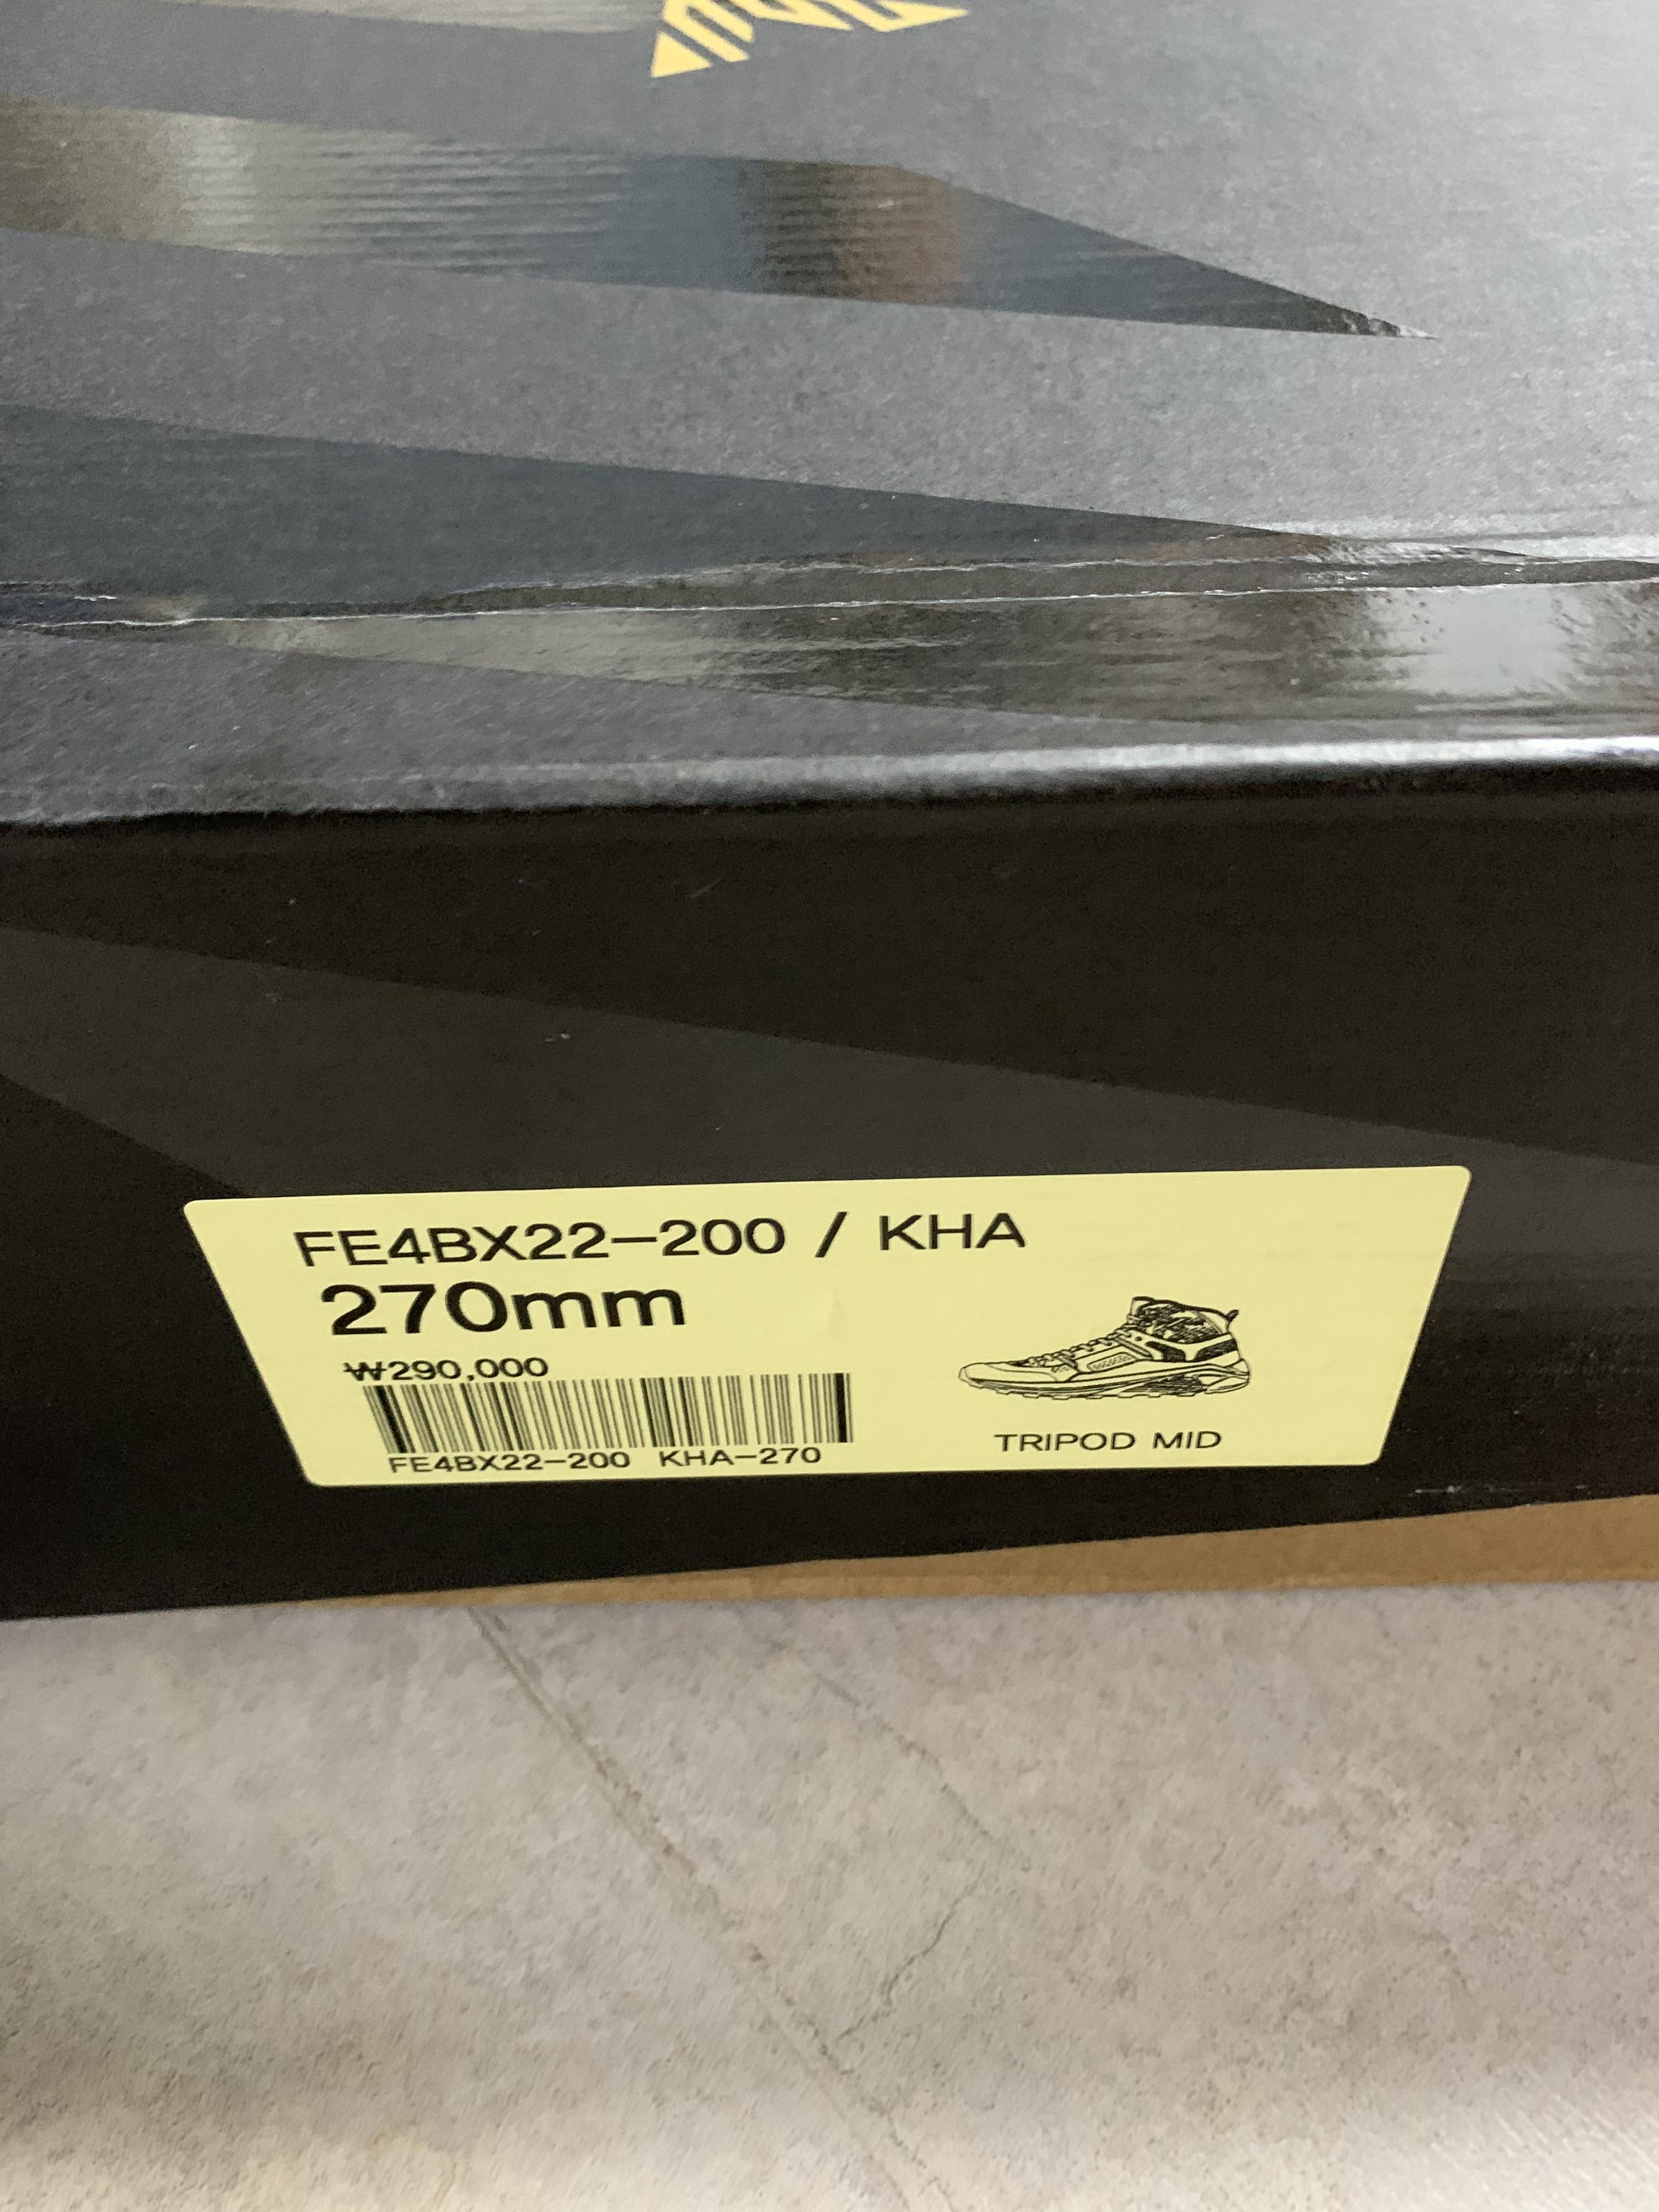 FE4BX22-200 / KHA
270mm
₩290,000
FE4BX22-200 KHA-270
TRIPOD MID